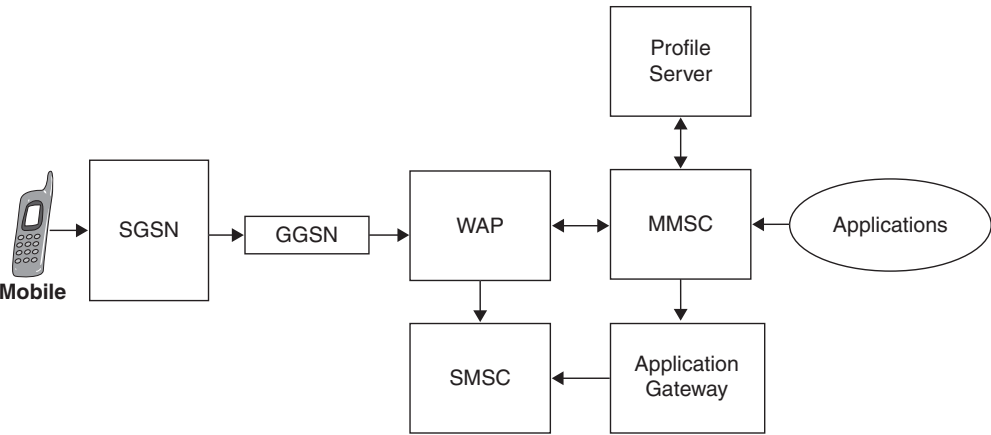 Profile
Server
SGSN
GGSN
WAP
MMSC
Applications
Mobile
SMSC
Application
Gateway